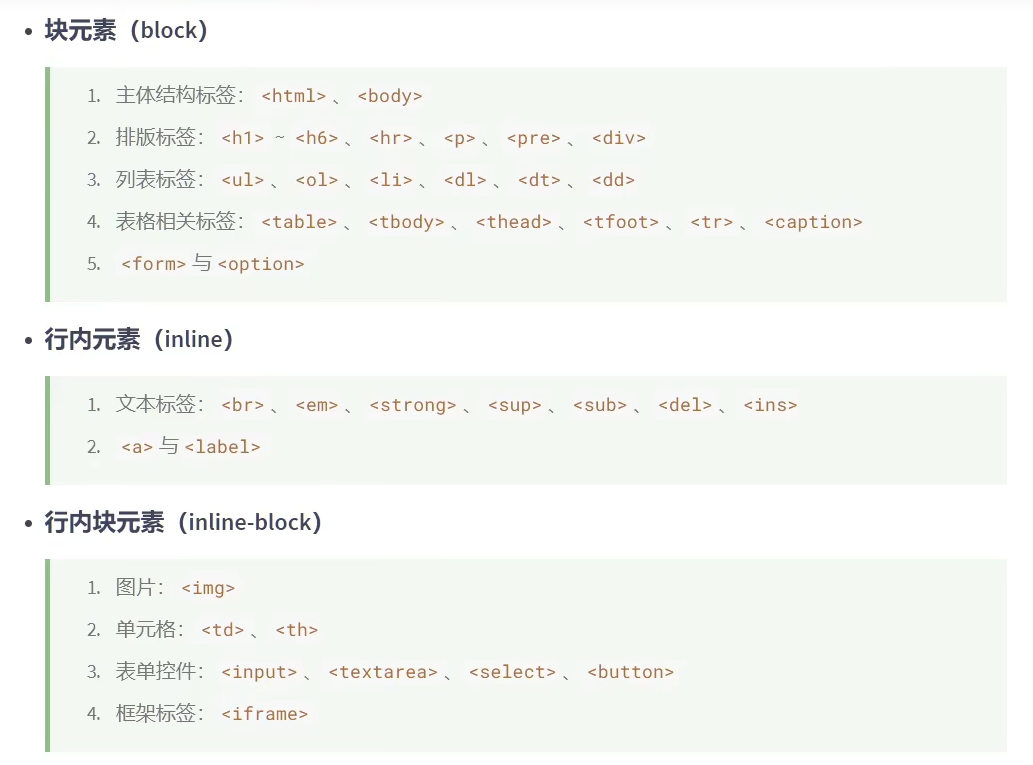 • 块元素（block）
1. 主体结构标签： <html> 、 <body>
2. 排版标签： <h1> ~ <h6> 、 <hr> 、 <p> 、 <pre> 、 <div>
3. 列表标签： <ul> 、 <ol> 、 <li> 、 <dl> 、 <dt> 、 <dd>
4. 表格相关标签： <table> 、 <tbody> 、 <thead> 、 <tfoot> 、 <tr> 、 <caption>
5. <form> 与 <option>
• 行内元素（inline）
1. 文本标签： <br> 、 <em> 、 <strong> 、 <sup> 、 <sub> 、 <del> 、 <ins>
2. <a> 与 <label>
• 行内块元素（inline-block）
1. 图片： <img>
2. 单元格： <td> 、 <th>
3. 表单控件： <input> 、 <textarea> 、 <select> 、 <button>
4. 框架标签： <iframe>